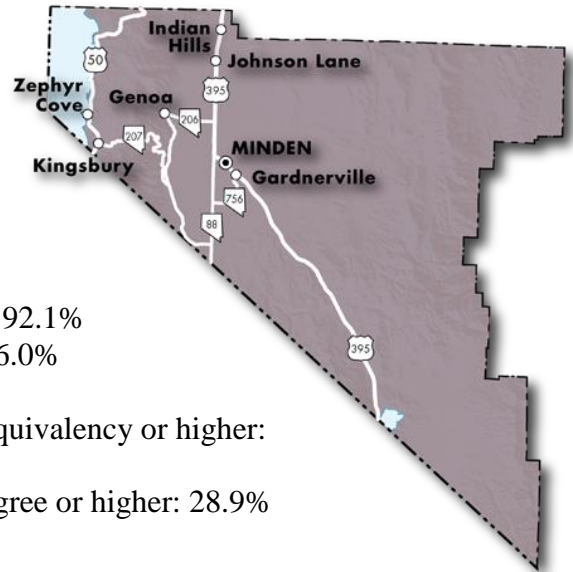 Indian
Hills
50
Johnson Lane
395
Zephyr
Cove
Genoa
206
207
Kingsbury
MINDEN
Gardnerville
756
88
395
92.1%
6.0%
quivalency or higher:
gree or higher: 28.9%